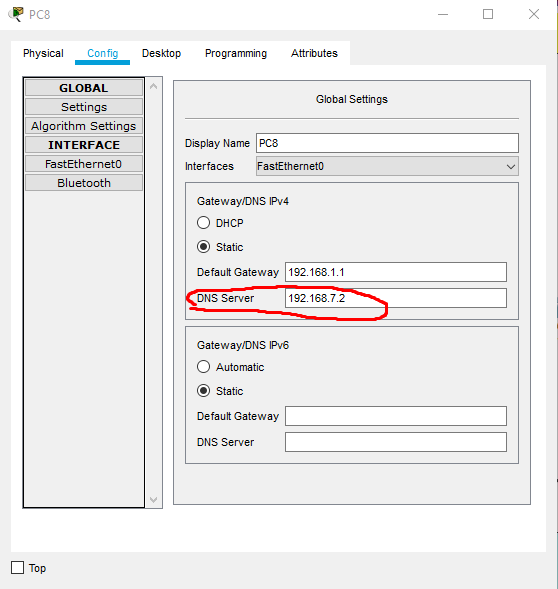 PC8
Physical Config Desktop Programming Attributes
GLOBAL
Settings
Algorithm Settings
INTERFACE
FastEthernet0
Bluetooth
Global Settings
Display Name PC8
Interfaces FastEthernet0
Gateway/DNS IPv4
DHCP
Static
Default Gateway 192.168.1.1
DNS Server 192.168.7.2
Gateway/DNS IPv6
Automatic
Static
Default Gateway
DNS Server
Top